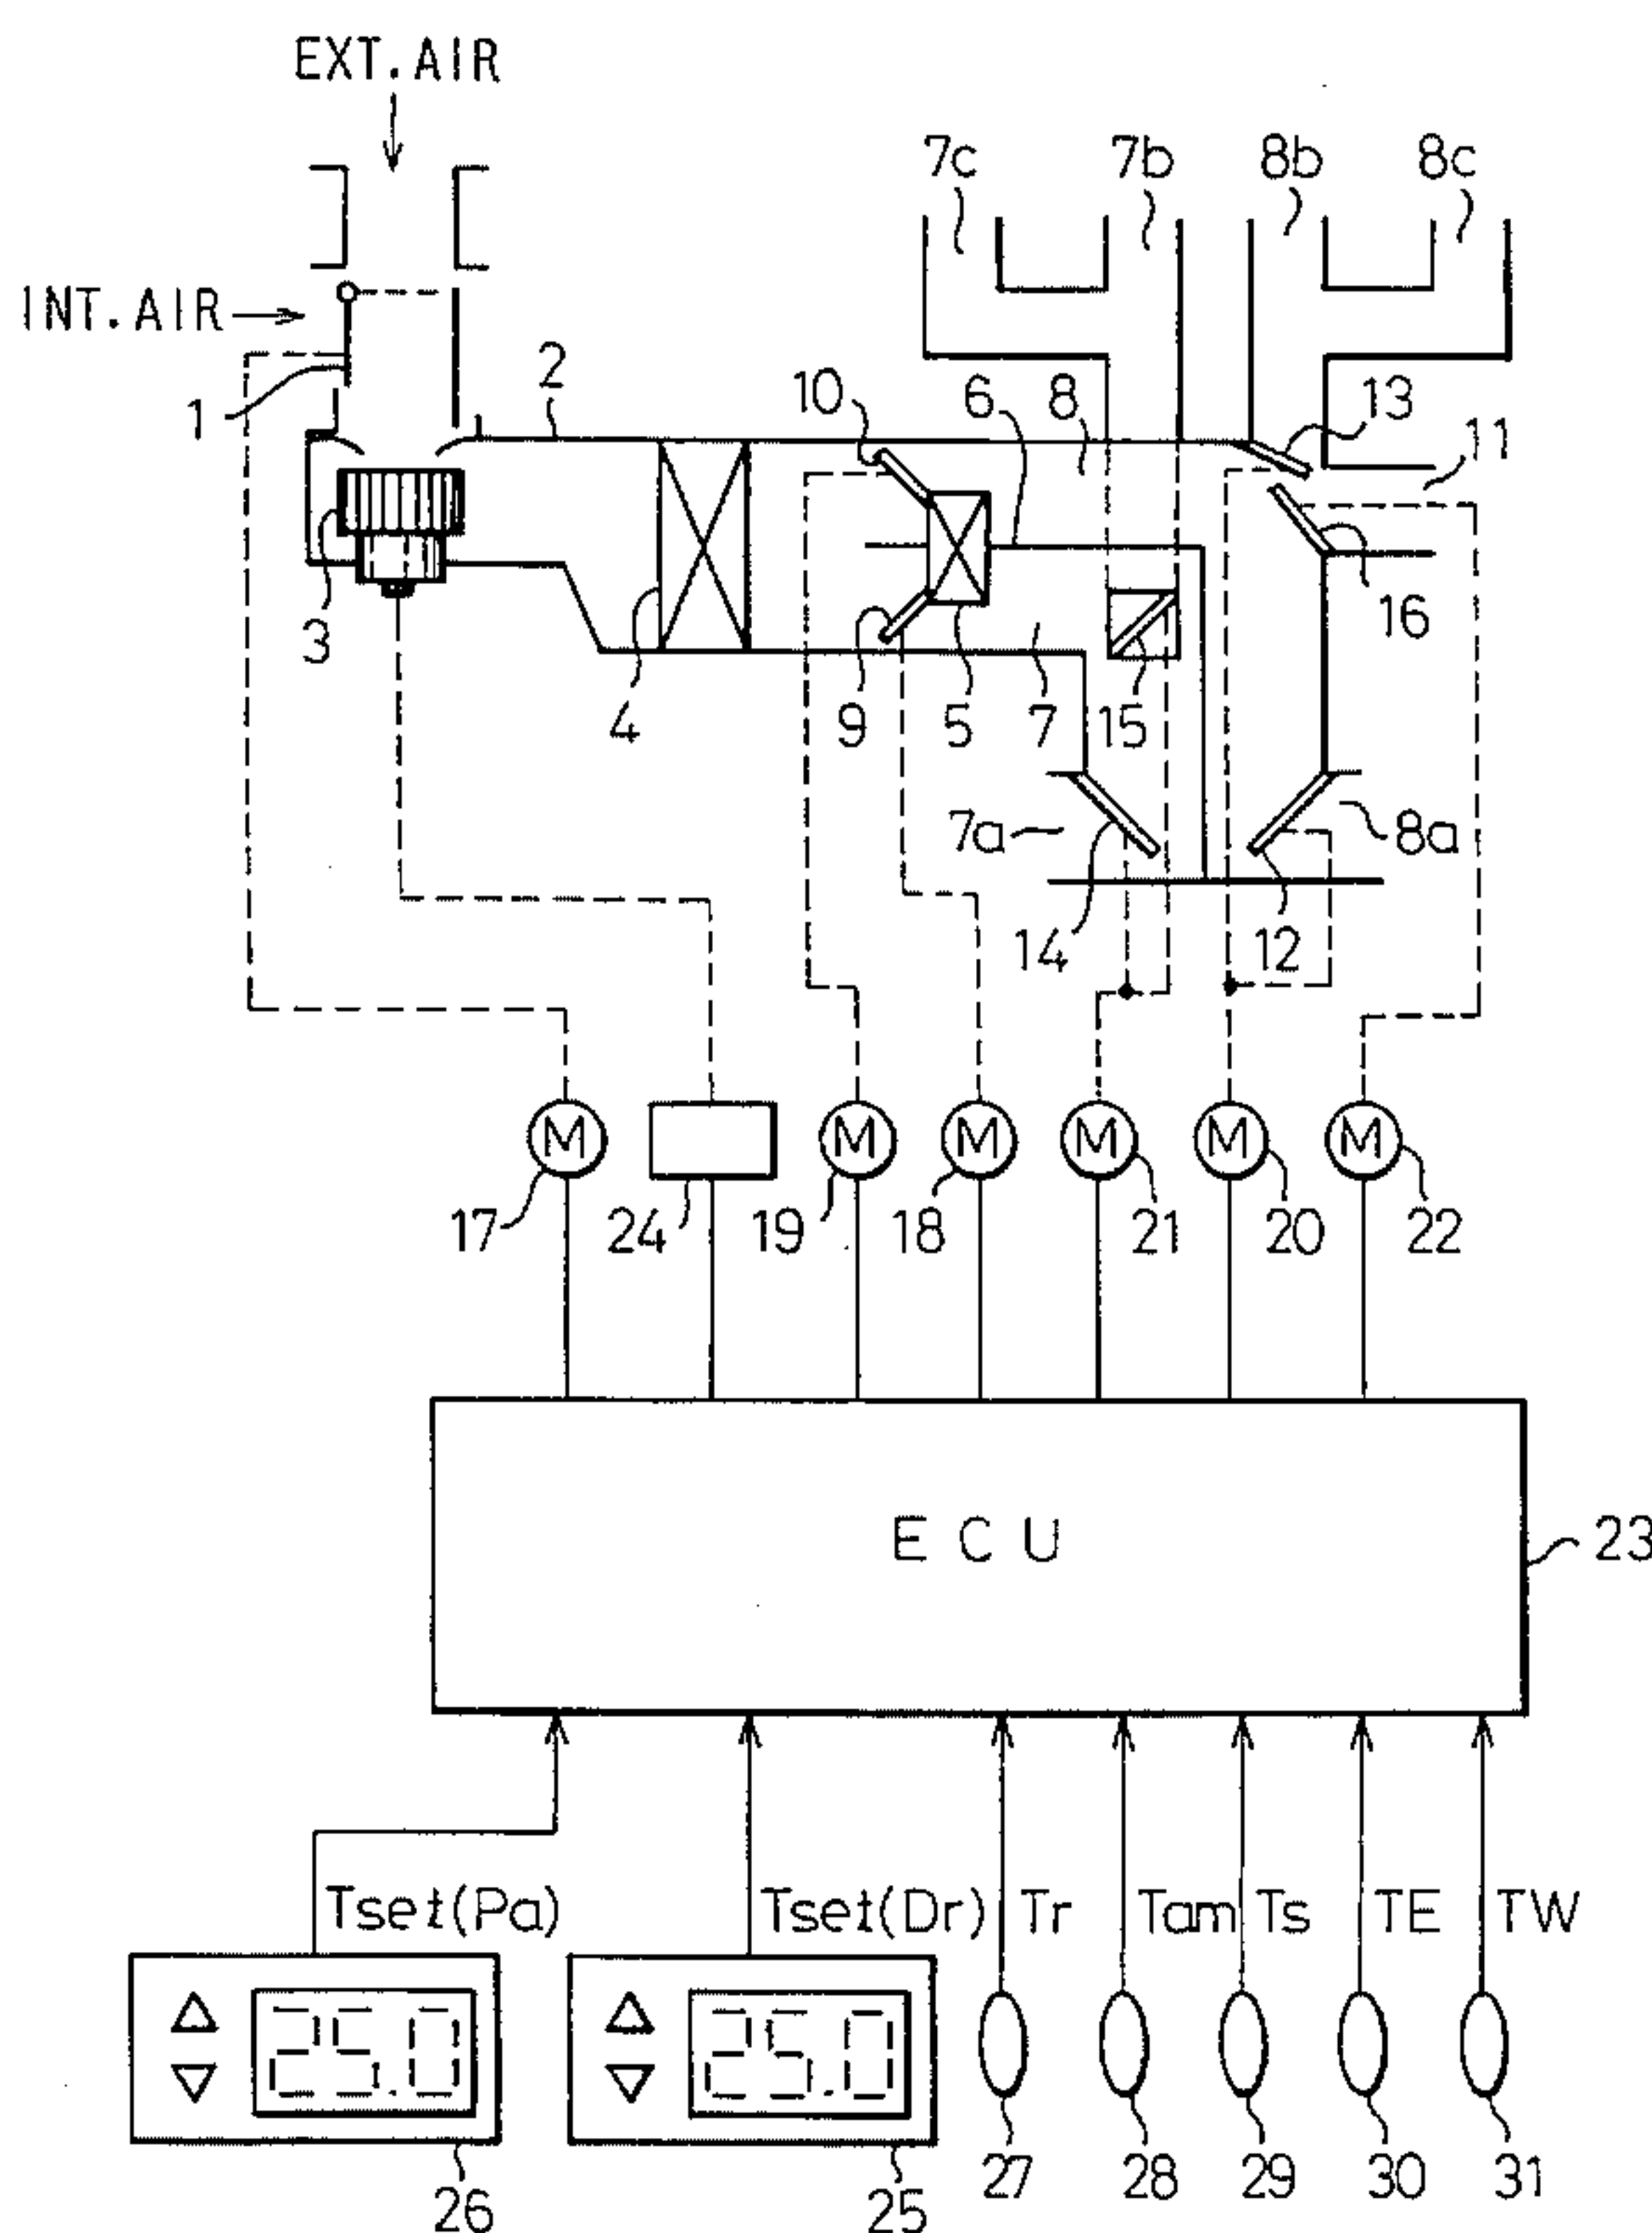 EXT. AIR
7c 7b 8b 8c
INT. AIR
1 2 10 6 8 13 11
3 4 9 5 7 15 16
7a 8a
14 12
M M M M M M
17 24 19 18 21 20 22
ECU
23
Tset(Pa) Tset(Dr) Tr Tam Ts TE TW
25.0 25.0
26 25 27 28 29 30 31